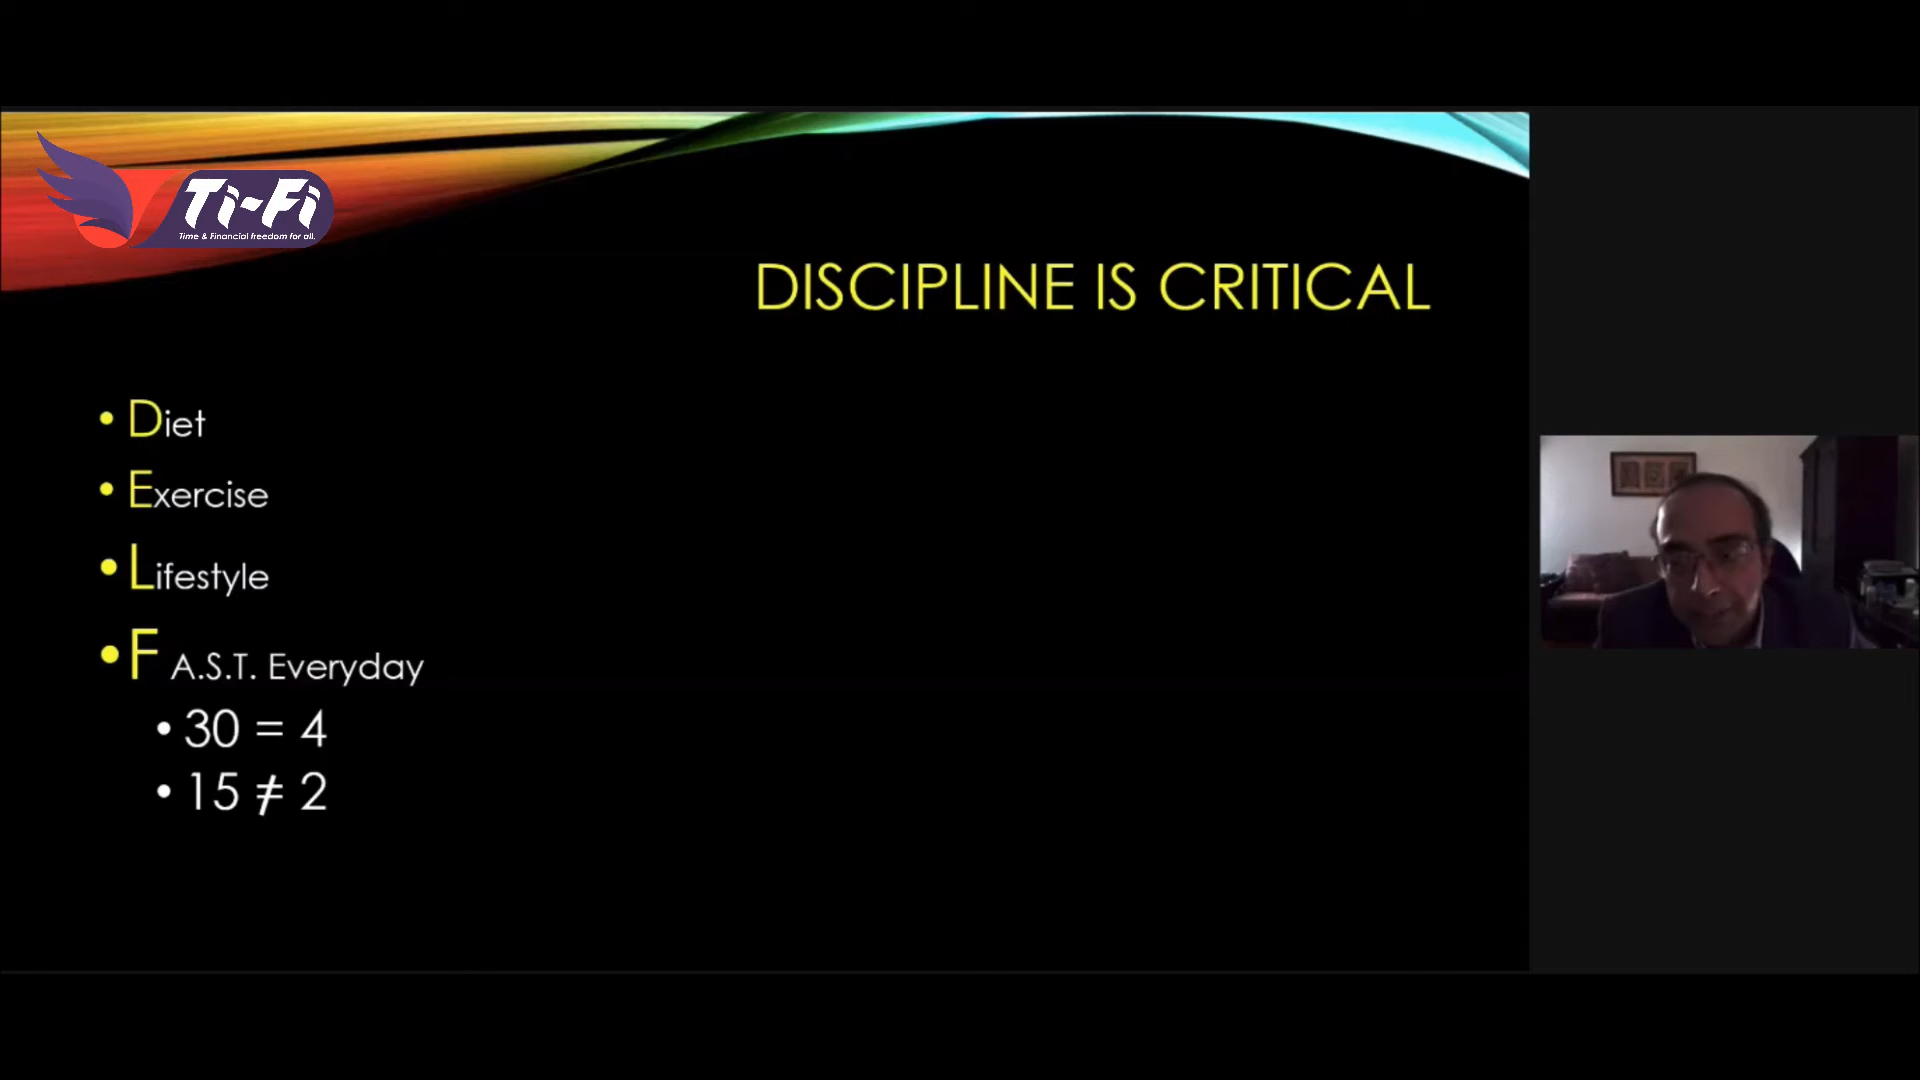 Ti-Fi
Time & Financial freedom for all.
DISCIPLINE IS CRITICAL
• Diet
• Exercise
• Lifestyle
• F A.S.T. Everyday
• 30 = 4
• 15 ≠ 2